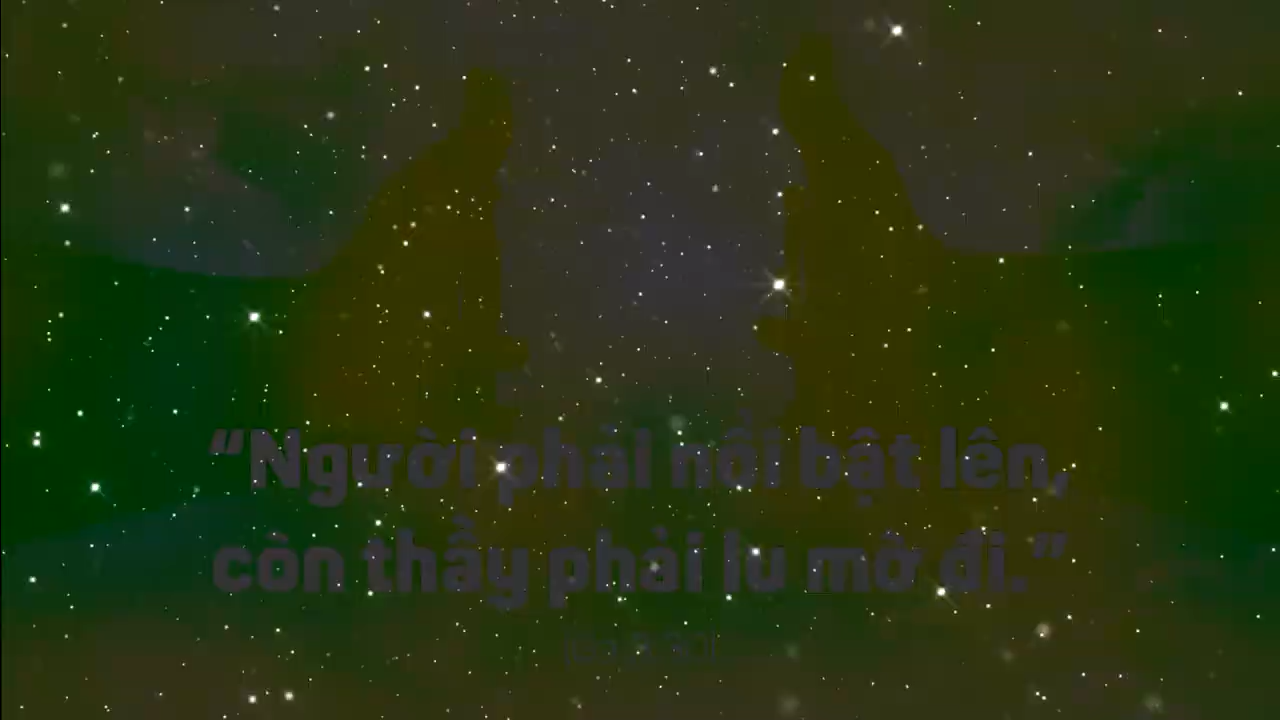 “Người phải nổi bật lên,
còn thầy phải lu mờ đi.”